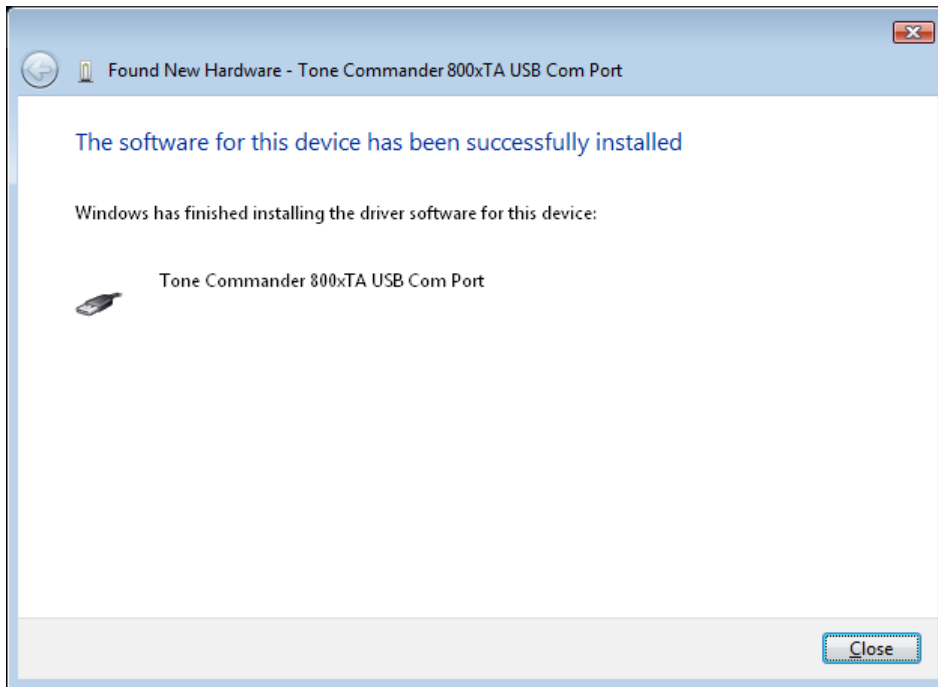 Found New Hardware - Tone Commander 800xTA USB Com Port
The software for this device has been successfully installed
Windows has finished installing the driver software for this device:
Tone Commander 800xTA USB Com Port
Close